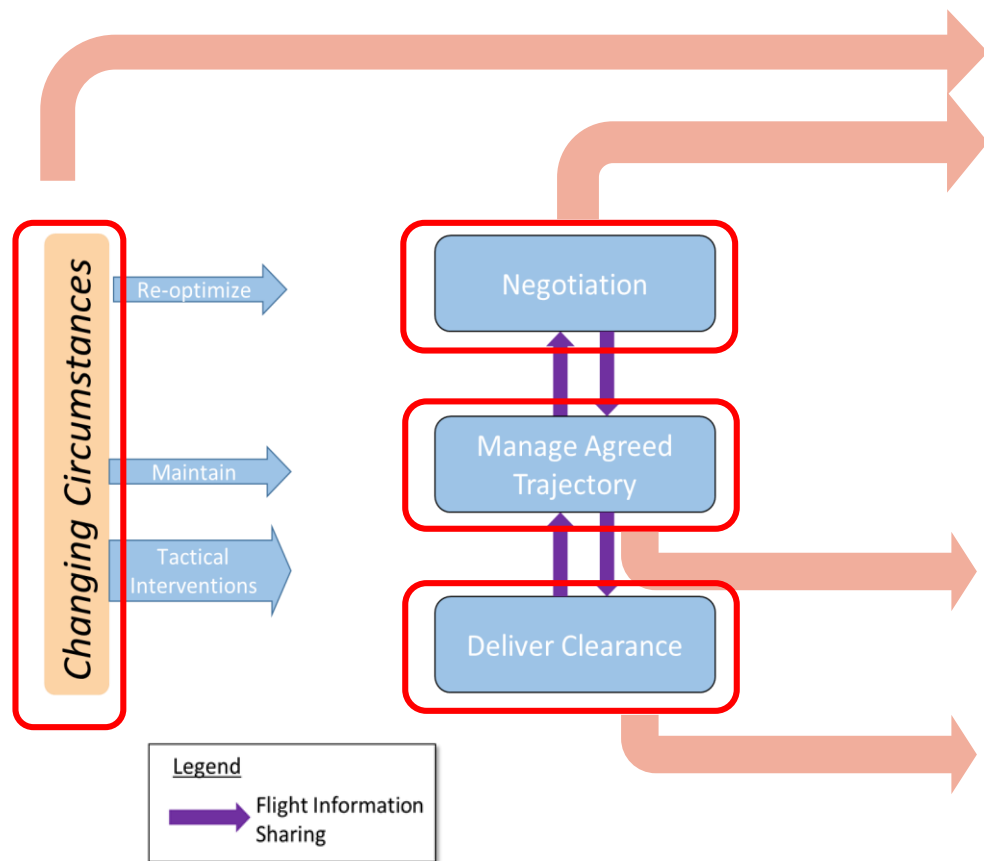 Changing Circumstances
Re-optimize
Maintain
Tactical
Interventions
Negotiation
Manage Agreed
Trajectory
Deliver Clearance
Legend
Flight Information
Sharing